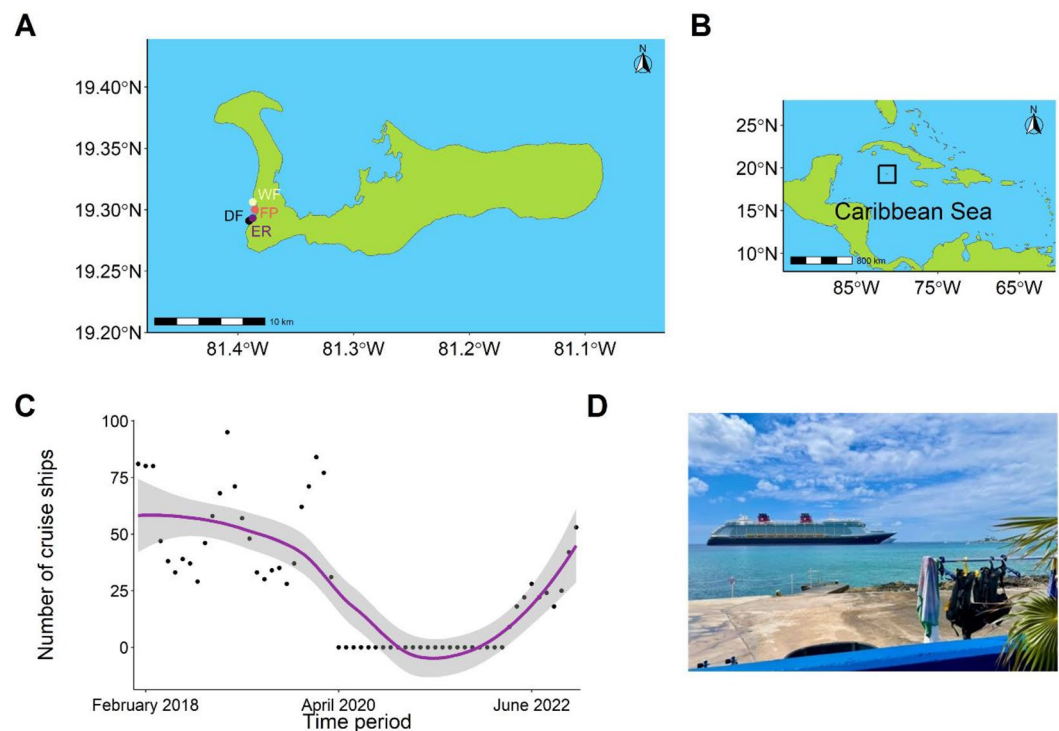 A
N
19.40°N
19.35°N
19.30°N
19.25°N
19.20°N
WF
FP
DF
ER
10 km
81.4°W
81.3°W
81.2°W
81.1°W
B
N
25°N
20°N
15°N
10°N
Caribbean Sea
800 km
85°W
75°W
65°W
C
Number of cruise ships
100
75
50
25
0
February 2018
April 2020
June 2022
Time period
D